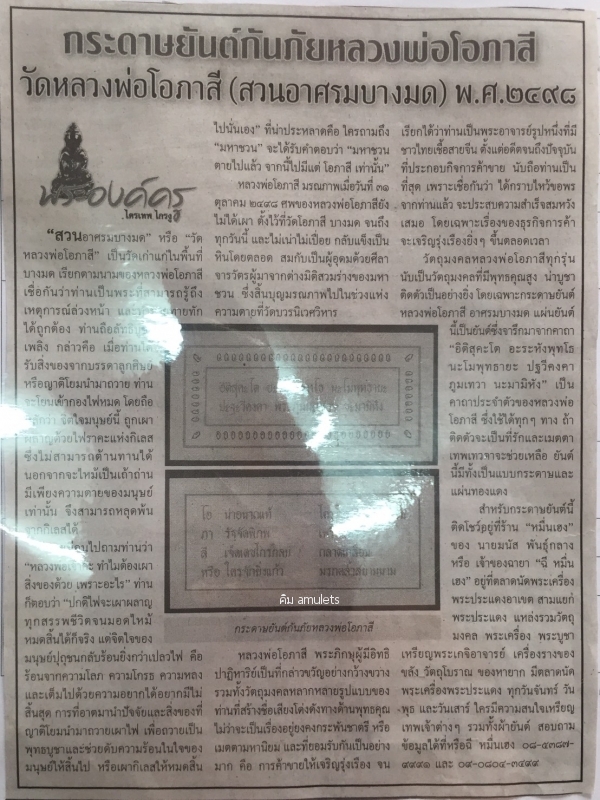 กระดาษยันต์กันภัยหลวงพ่อโอภาสี
วัดหลวงพ่อโอภาสี (สวนอาศรมบางมด) พ.ศ.๒๔๙๘
พระองค์ครู
.ไตรเทพ ไกรงู
“สวนอาศรมบางมด” หรือ “วัด
หลวงพ่อโอภาสี” เป็นวัดเก่าแก่ในพื้นที่
บางมด เรียกตามนามของหลวงพ่อโอภาสี
เชื่อกันว่าท่านเป็นพระที่สามารถรู้ถึง
เหตุการณ์ล่วงหน้า และ
ได้ถูกต้อง ท่านถือลัทธิ
เพลิง กล่าวคือ เมื่อท่านได้
รับสิ่งของจากบรรดาลูกศิษย์
หรือญาติโยมนำมาถวาย ท่าน
จะโยนเข้ากองไฟหมด โดยถือ
จิตใจมนุษย์นี้ ถูกเผา
ผลาญด้วยไฟราคะแห่งกิเลส
ซึ่งไม่สามารถต้านทานได้
นอกจากจะไหม้เป็นเถ้าถ่าน
มีเพียงความตายของมนุษย์
เท่านั้น จึงสามารถหลุดพ้น
จากกิเลสได้
ไปถามท่านว่า
“หลวงพ่อ ทำไมต้องเผา
สิ่งของด้วย เพราะอะไร” ท่าน
ก็ตอบว่า “ปกติไฟจะเผาผลาญ
ทุกสรรพชีวิตจนมอดไหม้
หมดสิ้นได้ก็จริง แต่จิตใจของ
มนุษย์ปุถุชนกลับร้อนยิ่งกว่าเปลวไฟ คือ
ร้อนจากความโลภ ความโกรธ ความหลง
และเต็มไปด้วยความอยากได้อยากมีไม่
สิ้นสุด การที่อาตมานำปัจจัยและสิ่งของที่
ญาติโยมนำมาถวายเผาไฟ เพื่อถวายเป็น
พุทธบูชาและช่วยดับความร้อนในใจของ
มนุษย์ให้สิ้นไป หรือเผากิเลสให้หมดสิ้น
ไปนั่นเอง” ที่น่าประหลาดคือ ใครถามถึง
“มหาชวน” จะได้รับคำตอบว่า “มหาชวน
ตายไปแล้ว จากนี้ไปมีแต่ โอภาสี เท่านั้น”
หลวงพ่อโอภาสี มรณภาพเมื่อวันที่ ๓๑
ตุลาคม ๒๔๙๘ ศพของหลวงพ่อโอภาสียัง
ไม่ได้เผา ตั้งไว้ที่วัดโอภาสี บางมด จนถึง
ทุกวันนี้ และไม่เน่าไม่เปื่อย กลับแข็งเป็น
หินโดยตลอด สมกับเป็นผู้อุดมด้วยศีลา
จารวัตรผู้มาจากต่างมิติสวมร่างของมหา
ชวน ซึ่งสิ้นบุญมรณภาพไปในช่วงแห่ง
ความตายที่วัดบวรนิเวศวิหาร
คิม amulets
กระดาษยันต์กันภัยหลวงพ่อโอภาสี
หลวงพ่อโอภาสี พระภิกษุผู้มีอิทธิ
ปาฏิหาริย์เป็นที่กล่าวขวัญอย่างกว้างขวาง
รวมทั้งวัตถุมงคลหลากหลายรูปแบบของ
ท่านที่สร้างชื่อเสียงโด่งดังทางด้านพุทธคุณ
ไม่ว่าจะเป็นเรื่องอยู่ยงคงกระพันชาตรี หรือ
เมตตามหานิยม และที่ยอมรับกันเป็นอย่าง
มาก คือ การค้าขายให้เจริญรุ่งเรือง จน
เรียกได้ว่าท่านเป็นพระอาจารย์รูปหนึ่งที่มี
ชาวไทยเชื้อสายจีน ตั้งแต่อดีตจนถึงปัจจุบัน
ที่ประกอบกิจการค้าขาย นับถือท่านเป็น
ที่สุด เพราะเชื่อกันว่า ได้กราบไหว้ขอพร
จากท่านแล้ว จะประสบความสำเร็จสมหวัง
เสมอ โดยเฉพาะเรื่องของธุรกิจการค้า
จะเจริญรุ่งเรืองยิ่งๆ ขึ้นตลอดเวลา
วัตถุมงคลหลวงพ่อโอภาสีทุกรุ่น
นับเป็นวัตถุมงคลที่มีพุทธคุณสูง น่าบูชา
ติดตัวเป็นอย่างยิ่ง โดยเฉพาะกระดาษยันต์
หลวงพ่อโอภาสี อาศรมบางมด แผ่นยันต์
นี้เป็นยันต์ซึ่งจารึกมาจากคาถา
“อิติสุคะโต อะระหังพุทโธ
นะโมพุทธายะ ปฐวีคงคา
ภุมเทวา นะมามิหัง” เป็น
คาถาประจำตัวของหลวงพ่อ
โอภาสี ซึ่งใช้ได้ทุกๆ ทาง ถ้า
ติดตัวจะเป็นที่รักและเมตตา
เทพเทวจาจะช่วยเหลือ ยันต์
นี้มีทั้งเป็นแบบกระดาษและ
แผ่นทองแดง
สำหรับกระดาษยันต์นี้
ติดโชว์อยู่ที่ร้าน “หมื่นเฮง”
ของ นายมนัส พันธุ์กลาง
หรือ เจ้าของฉายา “ฉี หมื่น
เฮง” อยู่ที่ตลาดนัดพระเครื่อง
พระประแดงอาเขต สามแยก
พระประแดง แหล่งรวมวัตถุ
มงคล พระเครื่อง พระบูชา
เหรียญพระเกจิอาจารย์ เครื่องรางของ
ขลัง วัตถุโบราณ ของหายาก มีตลาดนัด
พระเครื่องพระประแดง ทุกวันจันทร์ วัน
พุธ และวันเสาร์ ใครมีความสนใจเหรียญ
เทพเจ้าต่างๆ รวมทั้งผ้ายันต์ สอบถาม
ข้อมูลได้ที่หรือฉี หมื่นเฮง ๐๘-๔๓๘๗-
๙๙๙๑ และ ๐๙-๐๘๐๔-๓๔๙๙